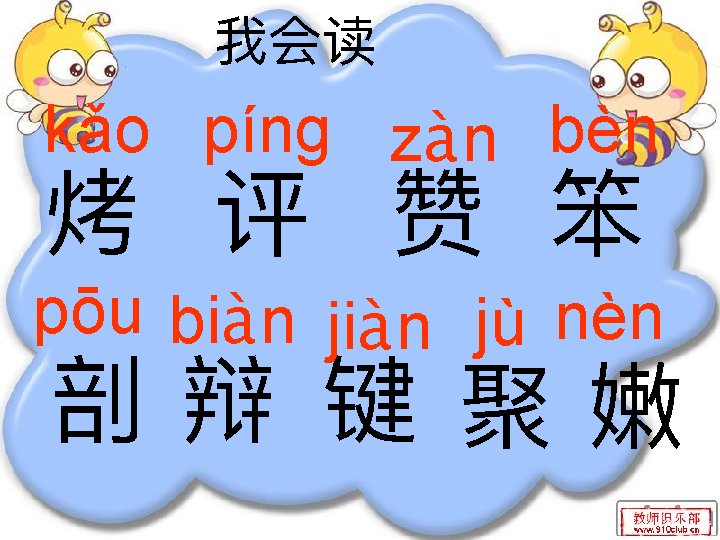 我会读
kǎo píng zàn bèn
烤 评 赞 笨
pōu biàn jiàn jù nèn
剖 辩 键 聚 嫩
教师俱乐部
www.910club.cn